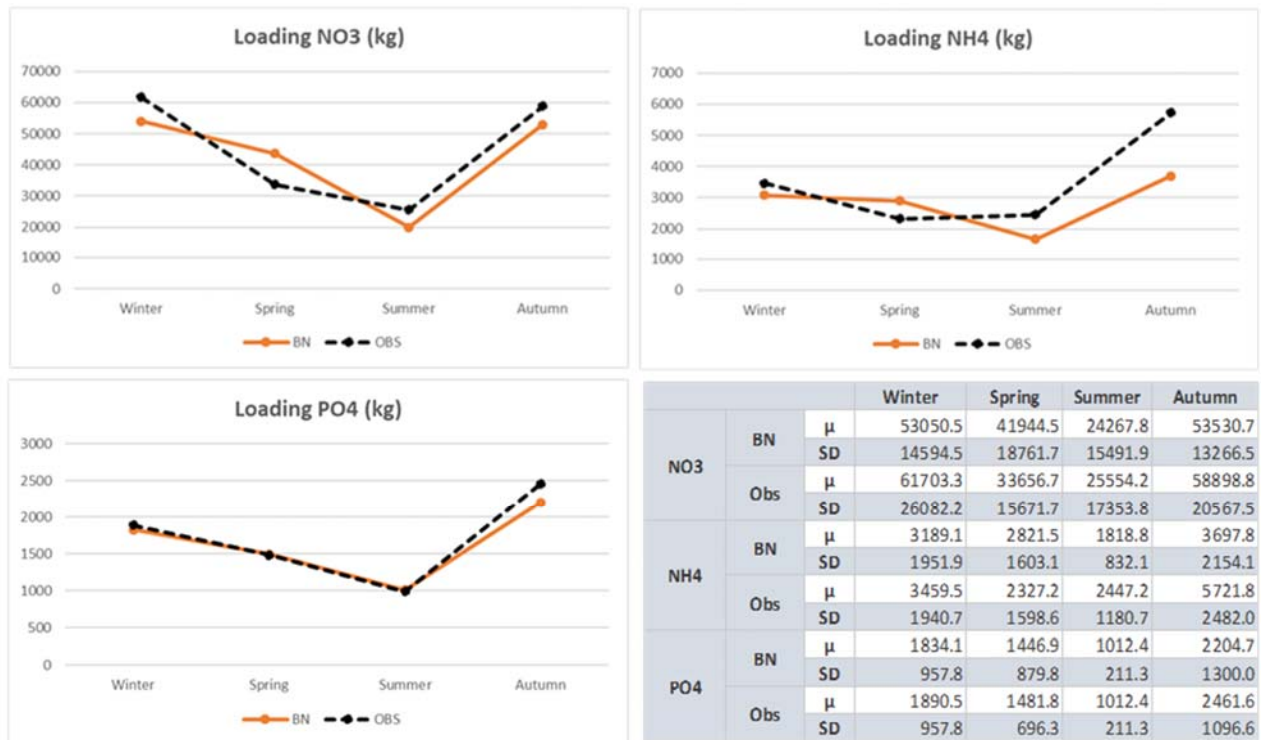 Loading NO3 (kg)
70000
60000
50000
40000
30000
20000
10000
0
Winter Spring Summer Autumn
BN OBS
Loading NH4 (kg)
7000
6000
5000
4000
3000
2000
1000
0
Winter Spring Summer Autumn
BN OBS
Loading PO4 (kg)
3000
2500
2000
1500
1000
500
0
Winter Spring Summer Autumn
BN OBS
Winter Spring Summer Autumn
NO3 BN μ 53050.5 41944.5 24267.8 53530.7
SD 14594.5 18761.7 15491.9 13266.5
Obs μ 61703.3 33656.7 25554.2 58898.8
SD 26082.2 15671.7 17353.8 20567.5
NH4 BN μ 3189.1 2821.5 1818.8 3697.8
SD 1951.9 1603.1 832.1 2154.1
Obs μ 3459.5 2327.2 2447.2 5721.8
SD 1940.7 1598.6 1180.7 2482.0
PO4 BN μ 1834.1 1446.9 1012.4 2204.7
SD 957.8 879.8 211.3 1300.0
Obs μ 1890.5 1481.8 1012.4 2461.6
SD 957.8 696.3 211.3 1096.6